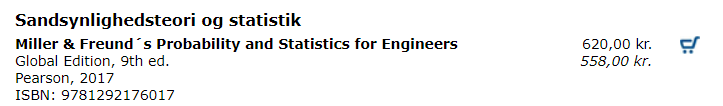 Sandsynlighedsteori og statistik
Miller & Freund´s Probability and Statistics for Engineers 620,00 kr.
Global Edition, 9th ed. 558,00 kr.
Pearson, 2017
ISBN: 9781292176017